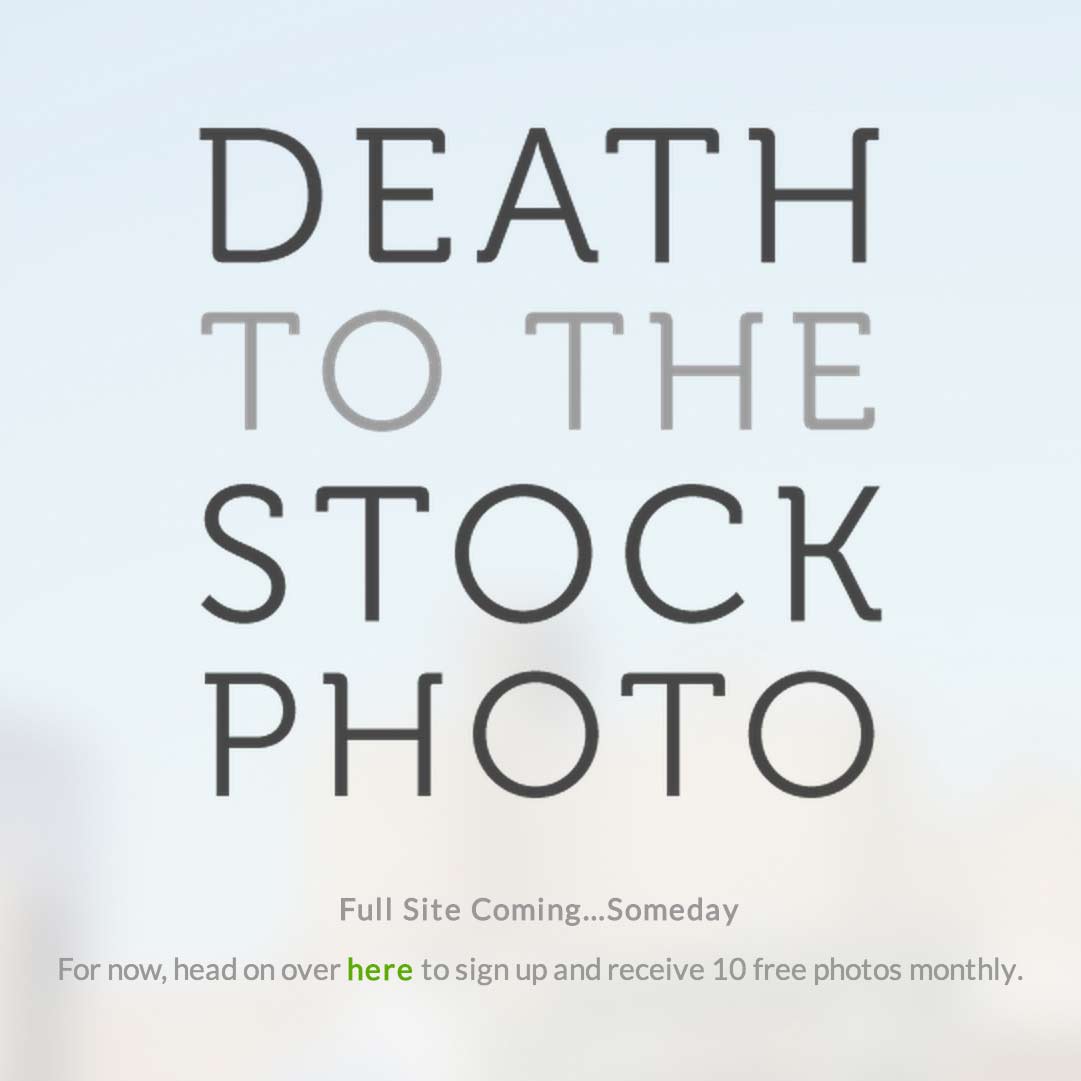 DEATH
TO THE
STOCK
PHOTO
Full Site Coming...Someday
For now, head on over here to sign up and receive 10 free photos monthly.